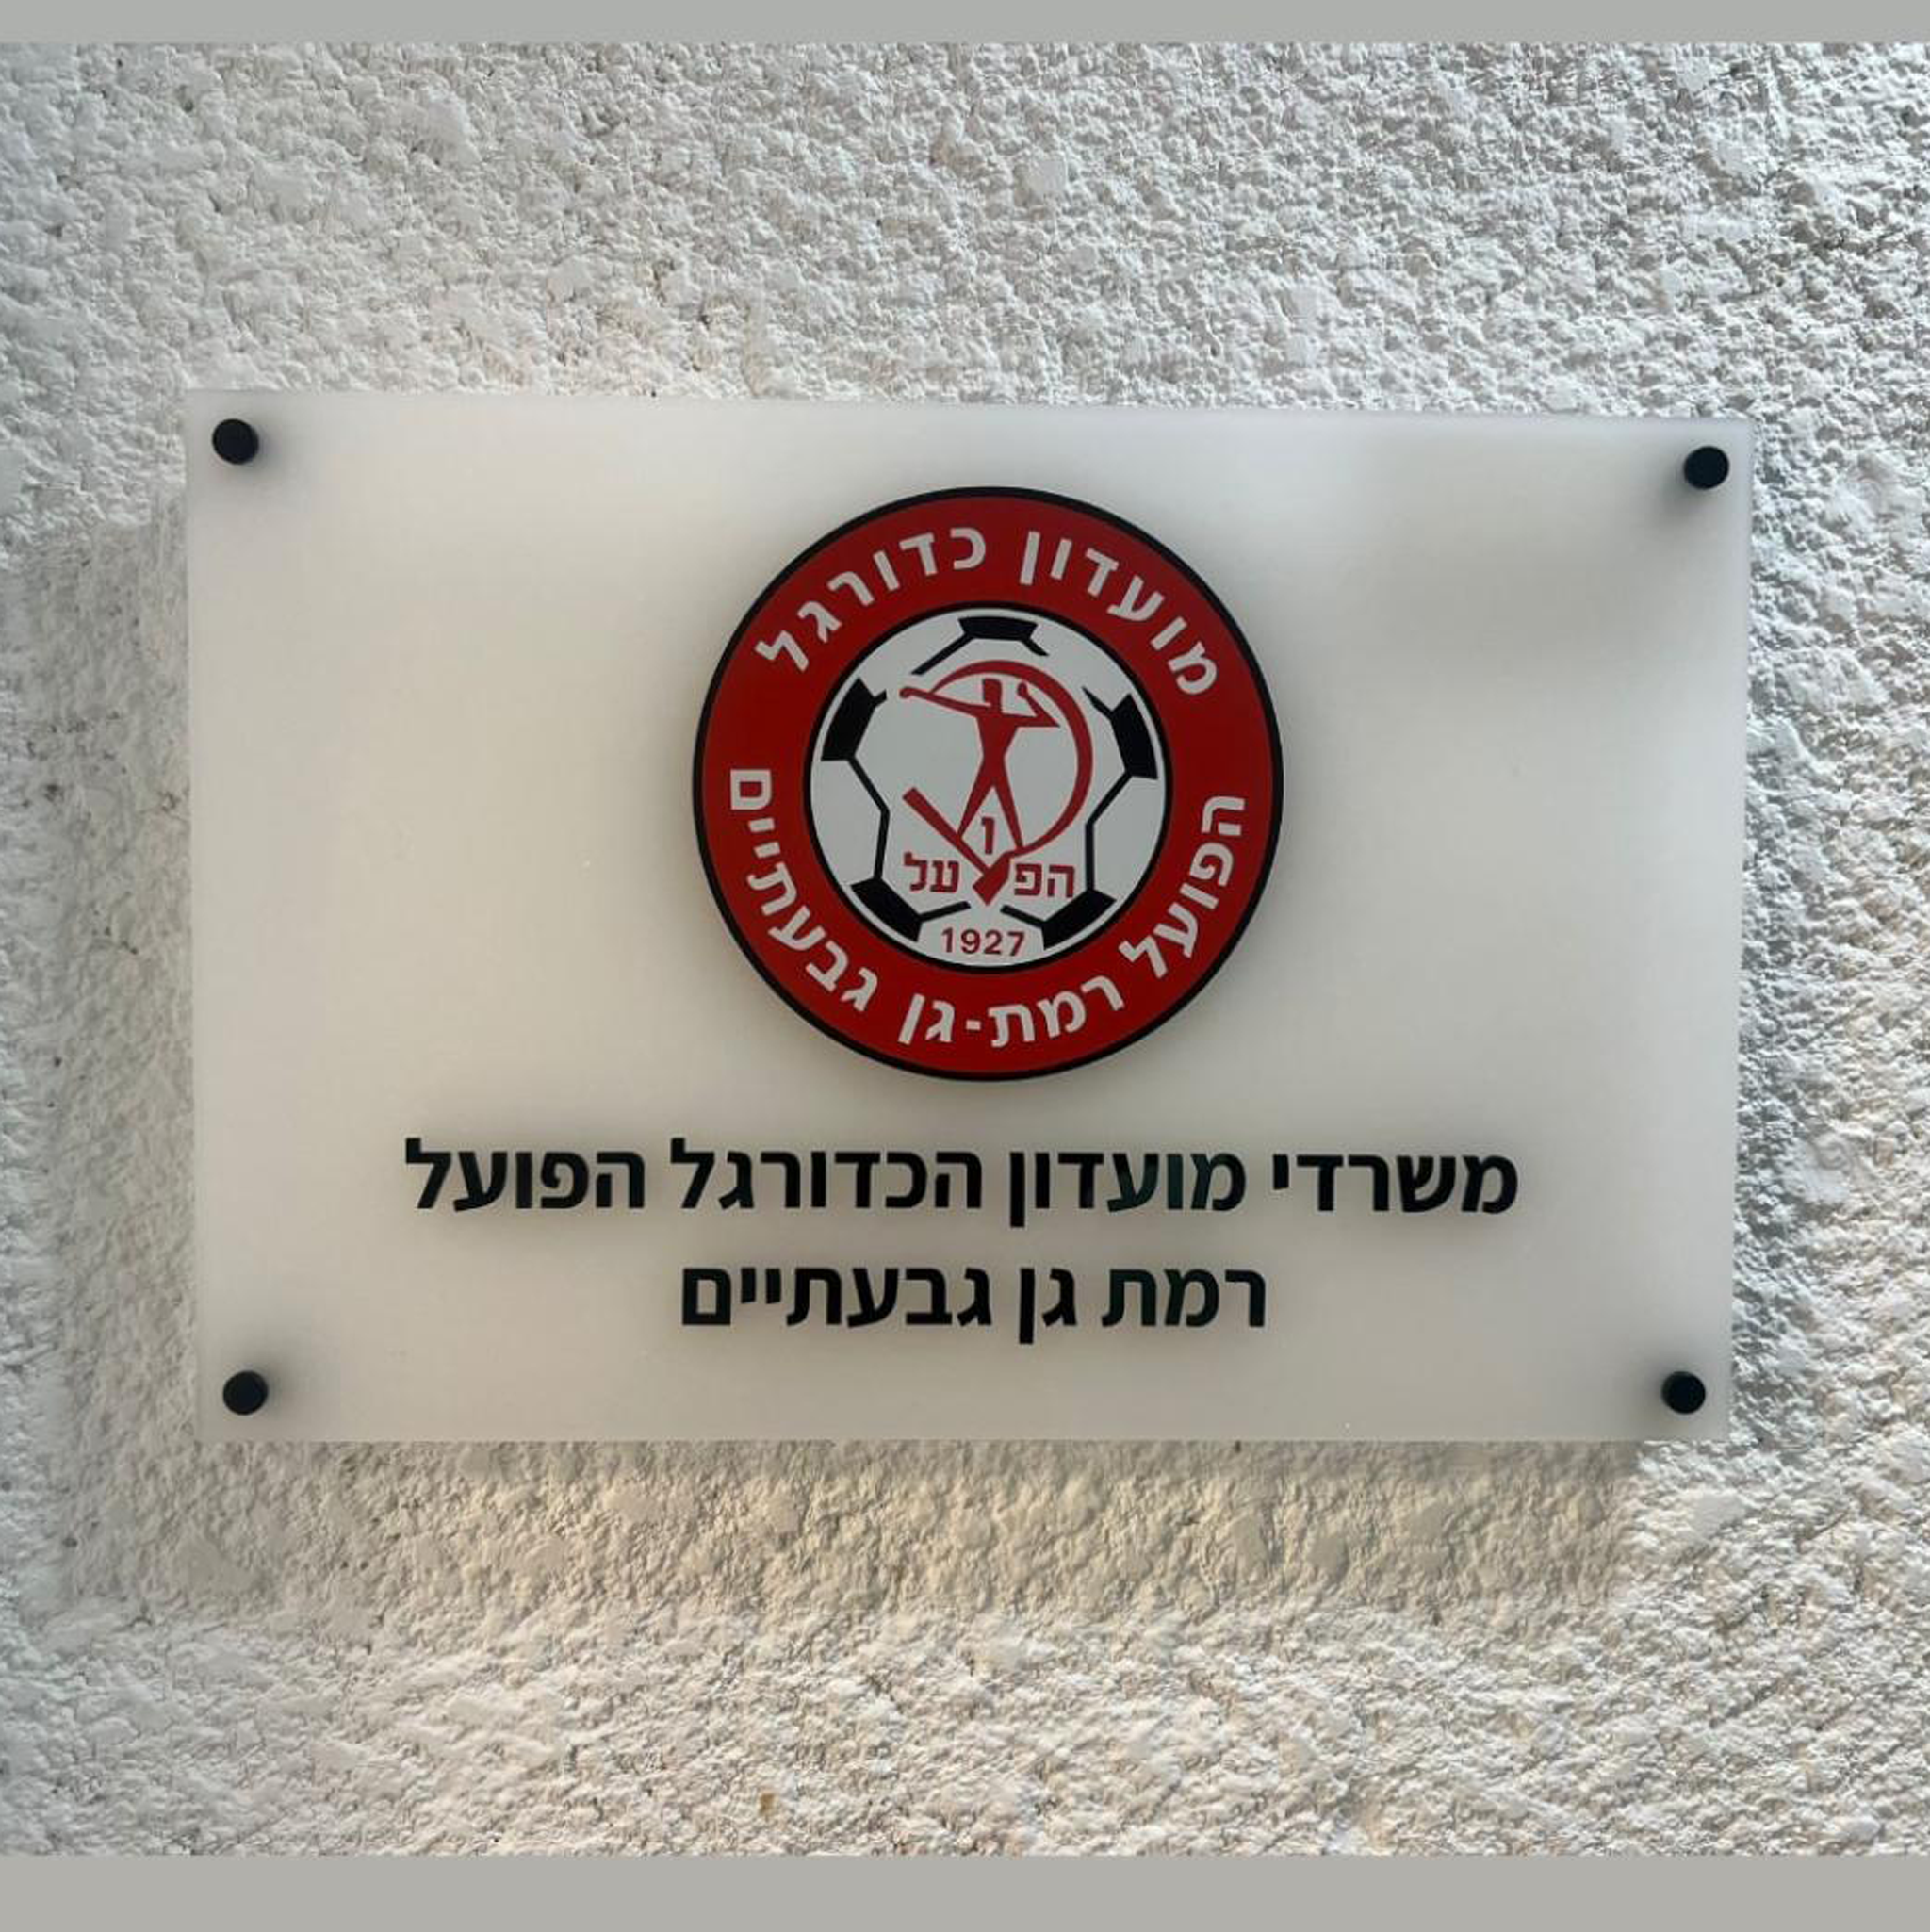 מועדון כדורגל
הפועל
1927
הפועל רמת-גן גבעתיים
משרדי מועדון הכדורגל הפועל
רמת גן גבעתיים